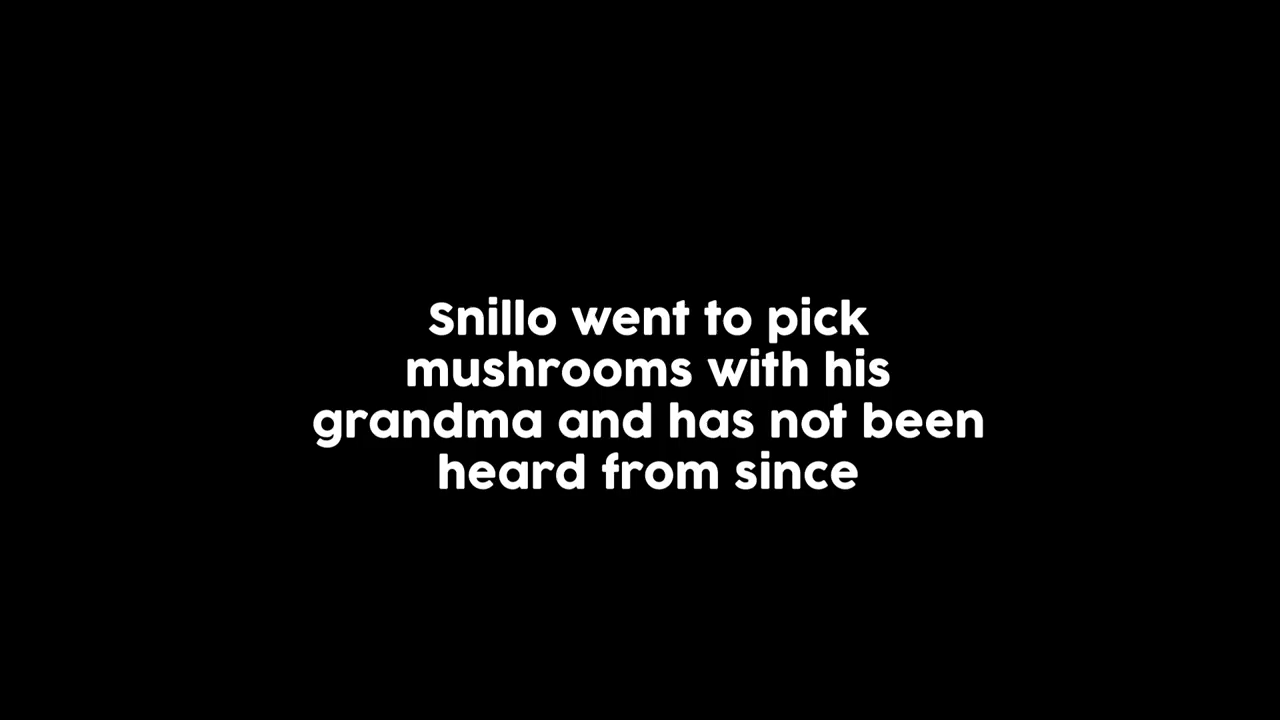 Snillo went to pick
mushrooms with his
grandma and has not been
heard from since